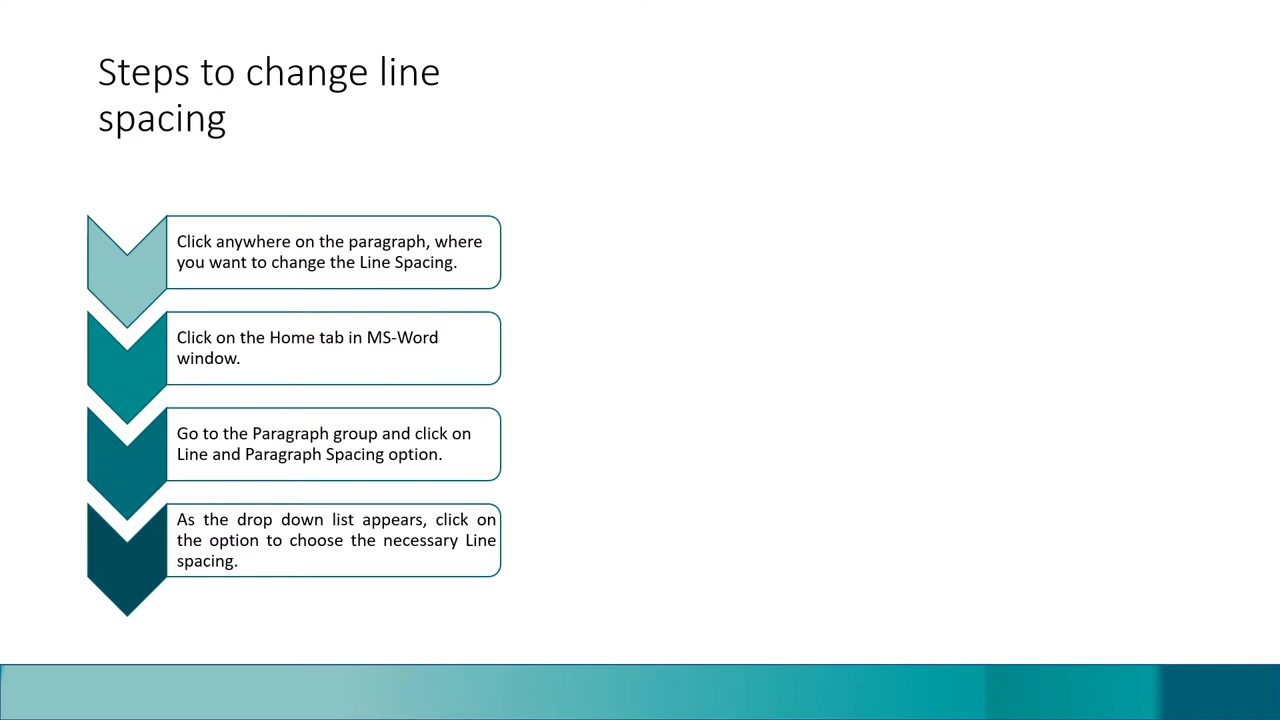 Steps to change line
spacing
Click anywhere on the paragraph, where
you want to change the Line Spacing.
Click on the Home tab in MS-Word
window.
Go to the Paragraph group and click on
Line and Paragraph Spacing option.
As the drop down list appears, click on
the option to choose the necessary Line
spacing.